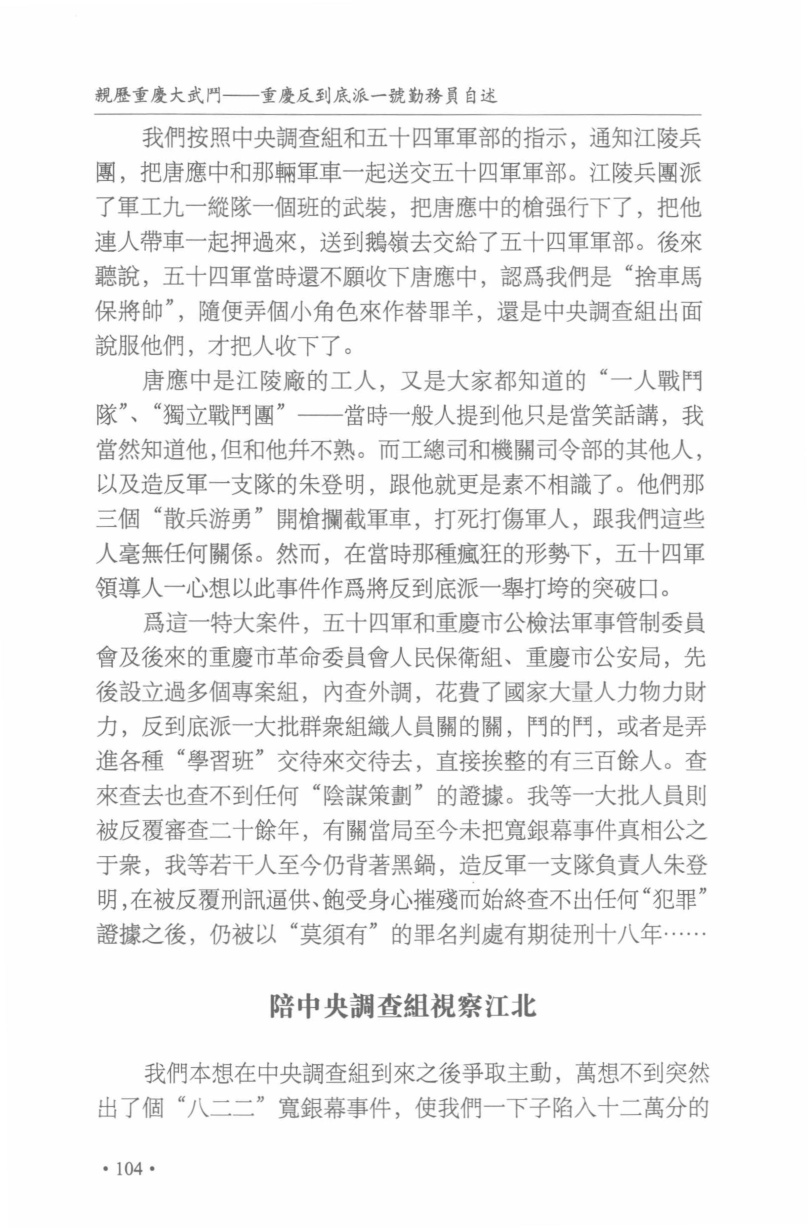 親歷重慶大武鬥——重慶反到底派一號勤務員自述
我們按照中央調查組和五十四軍軍部的指示，通知江陵兵
團，把唐應中和那輛軍車一起送交五十四軍軍部。江陵兵團派
了軍工九一縱隊一個班的武裝，把唐應中的槍强行下了，把他
連人帶車一起押過來，送到鵝嶺去交給了五十四軍軍部。後來
聽說，五十四軍當時還不願收下唐應中，認爲我們是“捨車馬
保將帥”，隨便弄個小角色來作替罪羊，還是中央調查組出面
說服他們，才把人收下了。
唐應中是江陵廠的工人，又是大家都知道的“一人戰鬥
隊”、“獨立戰鬥團”——當時一般人提到他只是當笑話講，我
當然知道他，但和他幷不熟。而工總司和機關司令部的其他人，
以及造反軍一支隊的朱登明，跟他就更是素不相識了。他們那
三個“散兵游勇”開槍攔截軍車，打死打傷軍人，跟我們這些
人毫無任何關係。然而，在當時那種瘋狂的形勢下，五十四軍
領導人一心想以此事件作爲將反到底派一舉打垮的突破口。
爲這一特大案件，五十四軍和重慶市公檢法軍事管制委員
會及後來的重慶市革命委員會人民保衛組、重慶市公安局，先
後設立過多個專案組，內查外調，花費了國家大量人力物力財
力，反到底派一大批群衆組織人員關的關，鬥的鬥，或者是弄
進各種“學習班”交待來交待去，直接挨整的有三百餘人。查
來查去也查不到任何“陰謀策劃”的證據。我等一大批人員則
被反覆審查二十餘年，有關當局至今未把寬銀幕事件真相公之
于衆，我等若干人至今仍背著黑鍋，造反軍一支隊負責人朱登
明，在被反覆刑訊逼供、飽受身心摧殘而始終查不出任何“犯罪”
證據之後，仍被以“莫須有”的罪名判處有期徒刑十八年……
陪中央調查組視察江北
我們本想在中央調查組到來之後爭取主動，萬想不到突然
出了個“八二二”寬銀幕事件，使我們一下子陷入十二萬分的
·104·